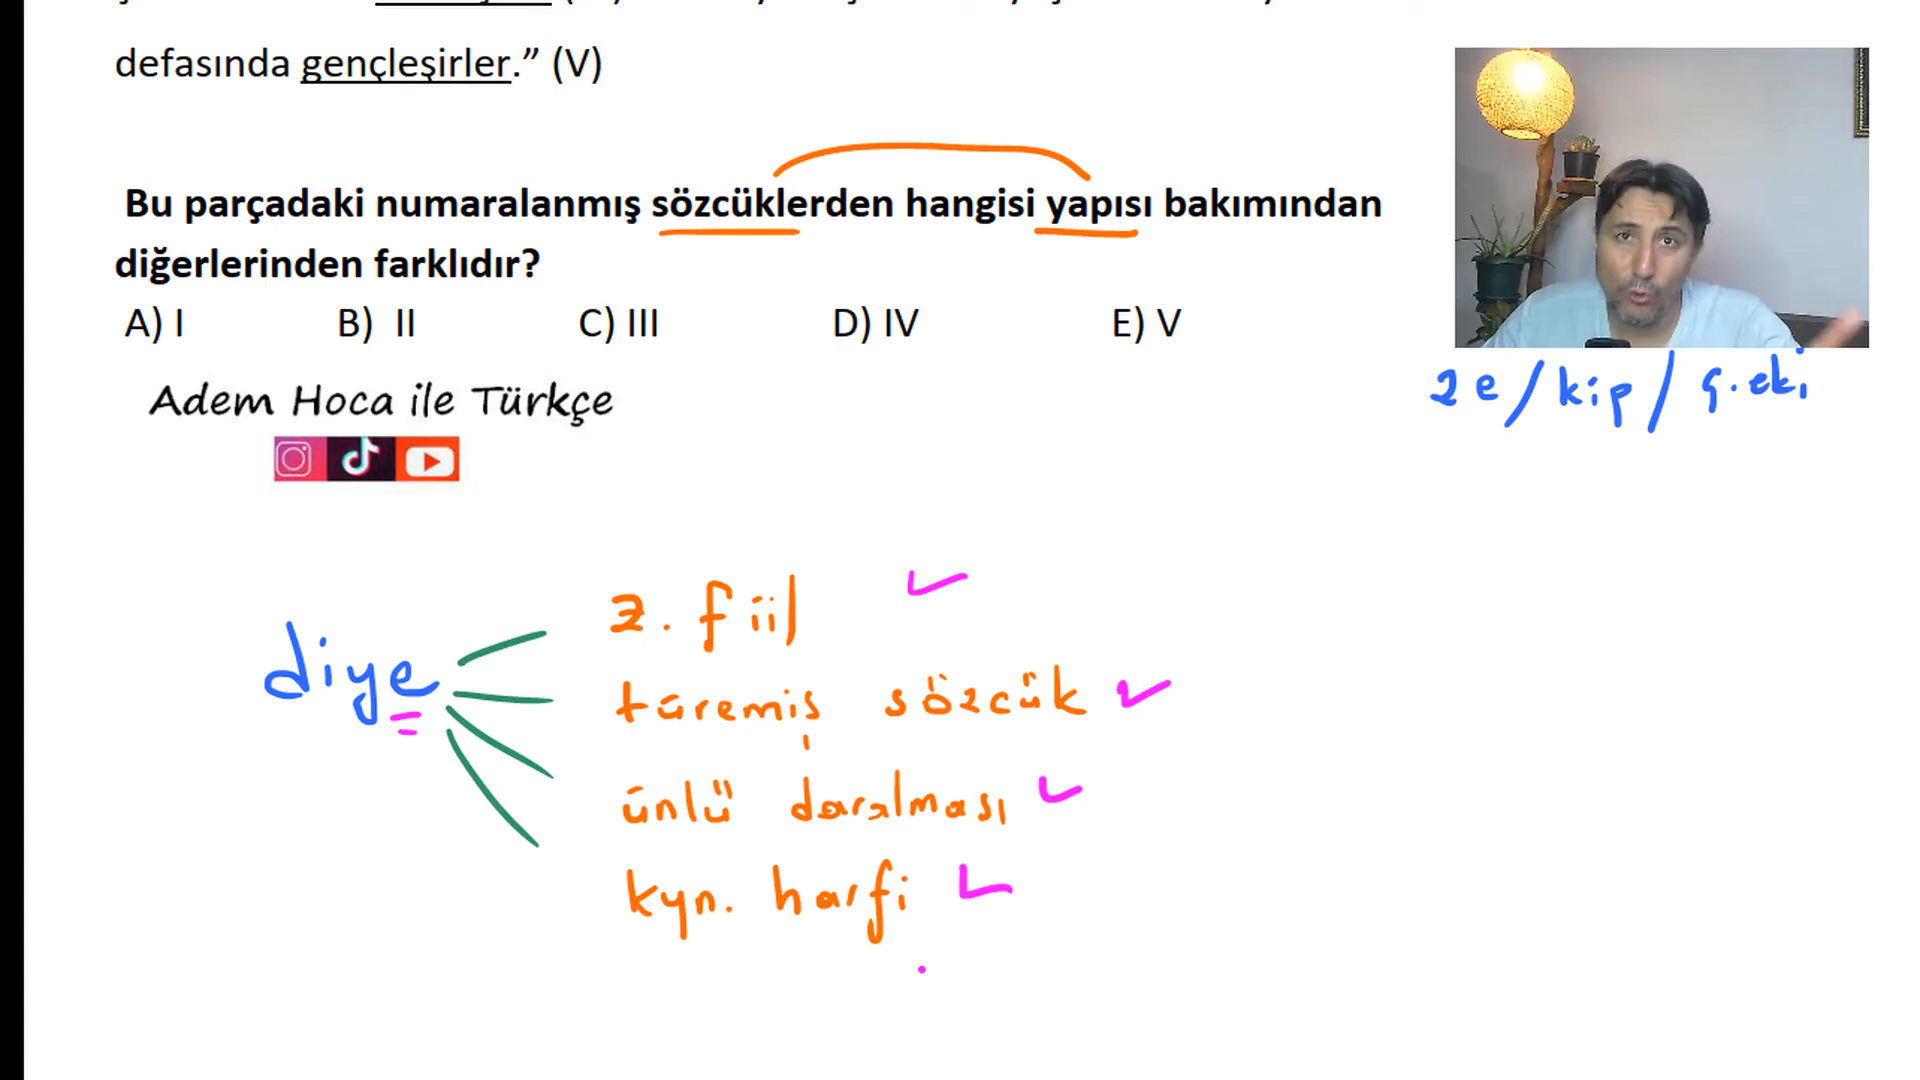 defasında gençleşirler.” (V)
Bu parçadaki numaralanmış sözcüklerden hangisi yapısı bakımından
diğerlerinden farklıdır?
A) I B) II C) III D) IV E) V
Adem Hoca ile Türkçe
2e / kip / ç.eki
diye
z. fiil
türemiş sözcük
ünlü daralması
kyn. harfi